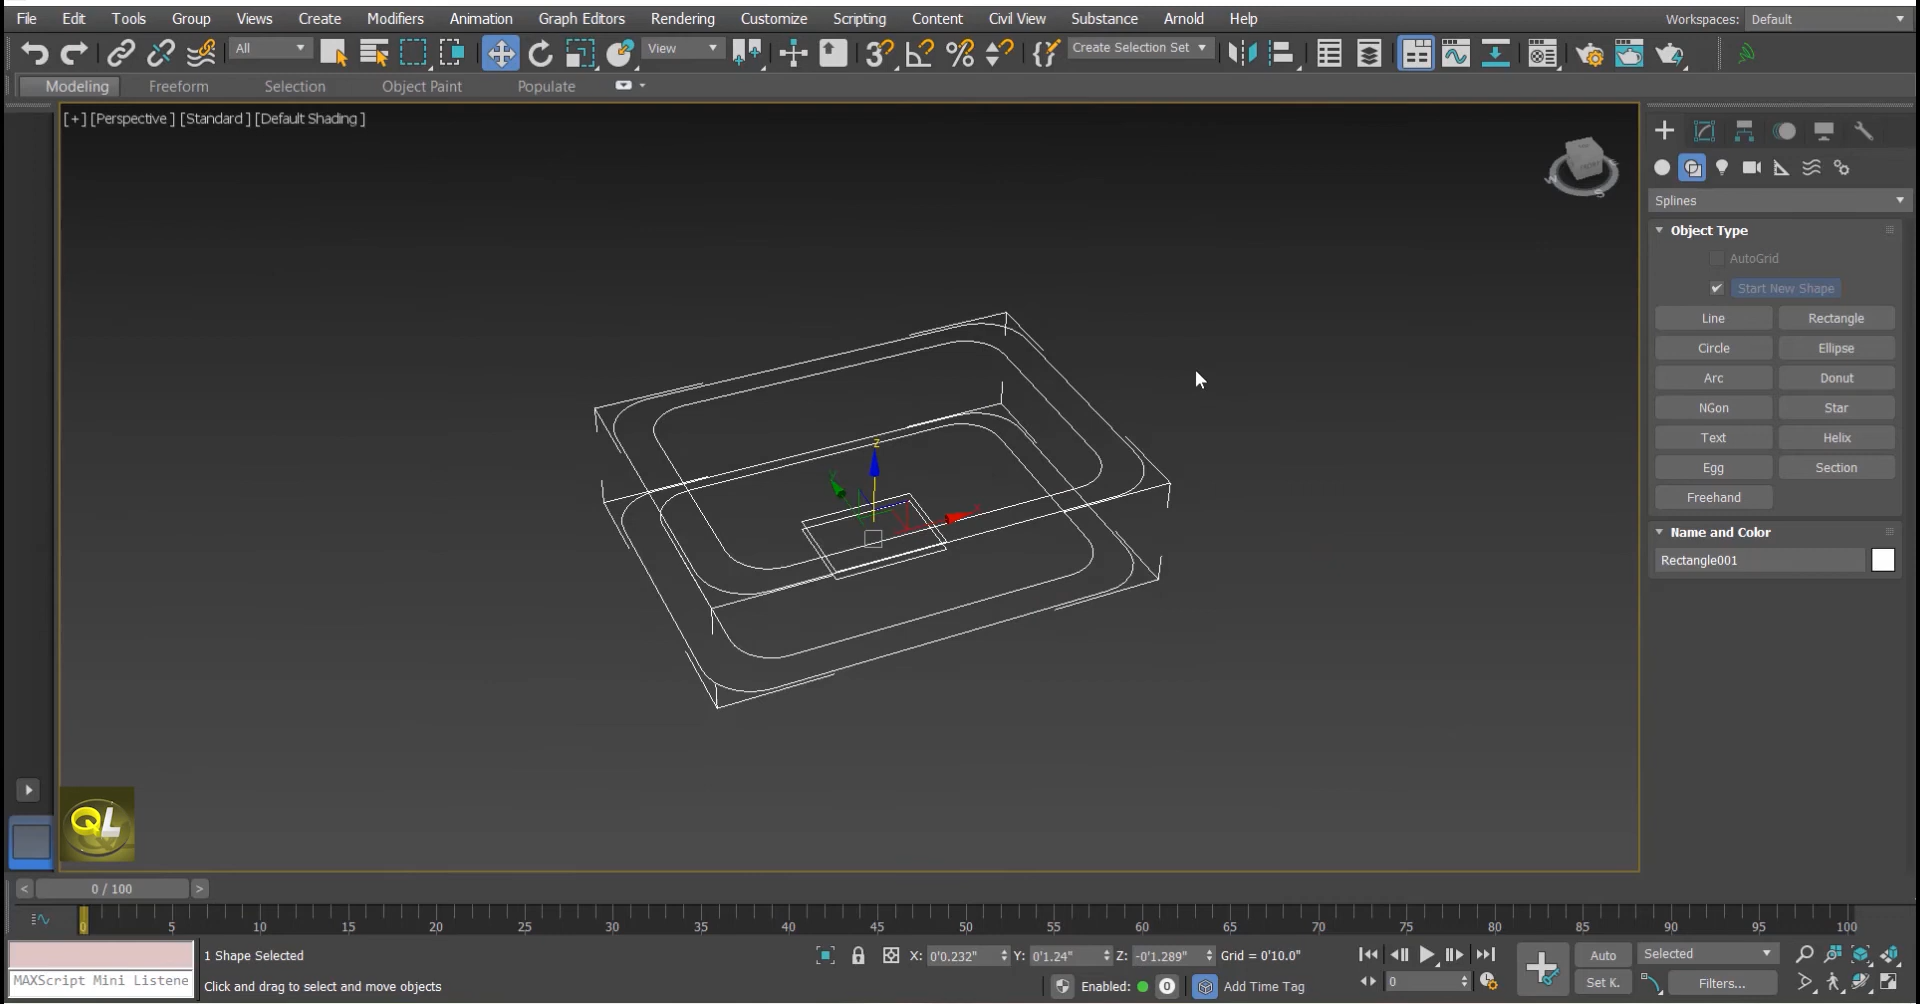 File Edit Tools Group Views Create Modifiers Animation Graph Editors Rendering Customize Scripting Content Civil View Substance Arnold Help Workspaces: Default
All View Create Selection Set
Modeling Freeform Selection Object Paint Populate
[+] [Perspective ] [Standard ] [Default Shading ]
Splines
Object Type
AutoGrid
Start New Shape
Line Rectangle
Circle Ellipse
Arc Donut
NGon Star
Text Helix
Egg Section
Freehand
Name and Color
Rectangle001
z
QL
< 0 / 100 >
0 5 10 15 20 25 30 35 40 45 50 55 60 65 70 75 80 85 90 95 100
1 Shape Selected X: 0'0.232" Y: 0'1.24" Z: -0'1.289" Grid = 0'10.0" Auto Selected
MAXScript Mini Listene Click and drag to select and move objects Enabled: 0 Add Time Tag 0 Set K. Filters...